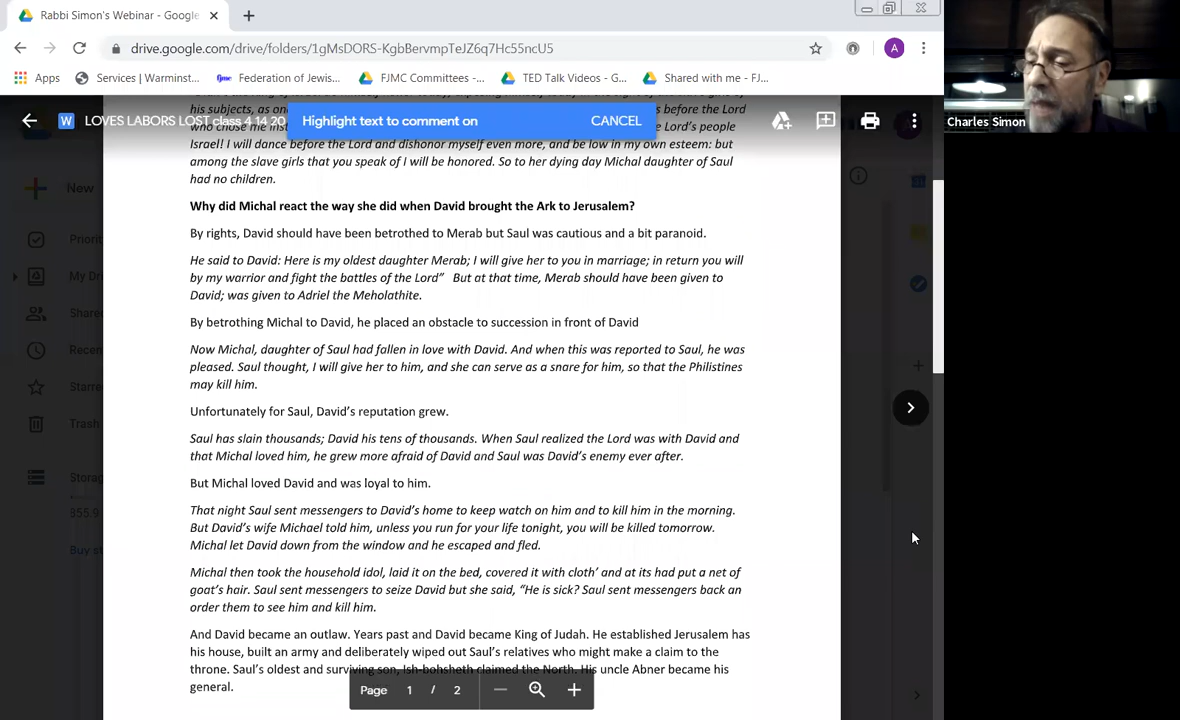 Rabbi Simon's Webinar - Google
drive.google.com/drive/folders/1gMsDORS-KgbBervmpTeJZ6q7Hc55ncU5
A
Apps Services | Warminst... Federation of Jewis... FJMC Committees -... TED Talk Videos - G... Shared with me - FJ...
his subjects, as on before the Lord
LOVES LABORS LOST class 4 14 20 Highlight text to comment on CANCEL
who chose me ins e Lord's people
Israel! I will dance before the Lord and dishonor myself even more, and be low in my own esteem: but
among the slave girls that you speak of I will be honored. So to her dying day Michal daughter of Saul
had no children.
Why did Michal react the way she did when David brought the Ark to Jerusalem?
By rights, David should have been betrothed to Merab but Saul was cautious and a bit paranoid.
He said to David: Here is my oldest daughter Merab; I will give her to you in marriage; in return you will
by my warrior and fight the battles of the Lord" But at that time, Merab should have been given to
David; was given to Adriel the Meholathite.
By betrothing Michal to David, he placed an obstacle to succession in front of David
Now Michal, daughter of Saul had fallen in love with David. And when this was reported to Saul, he was
pleased. Saul thought, I will give her to him, and she can serve as a snare for him, so that the Philistines
may kill him.
Unfortunately for Saul, David's reputation grew.
Saul has slain thousands; David his tens of thousands. When Saul realized the Lord was with David and
that Michal loved him, he grew more afraid of David and Saul was David's enemy ever after.
But Michal loved David and was loyal to him.
That night Saul sent messengers to David's home to keep watch on him and to kill him in the morning.
But David's wife Michael told him, unless you run for your life tonight, you will be killed tomorrow.
Michal let David down from the window and he escaped and fled.
Michal then took the household idol, laid it on the bed, covered it with cloth' and at its had put a net of
goat's hair. Saul sent messengers to seize David but she said, "He is sick? Saul sent messengers back an
order them to see him and kill him.
And David became an outlaw. Years past and David became King of Judah. He established Jerusalem has
his house, built an army and deliberately wiped out Saul's relatives who might make a claim to the
throne. Saul's oldest and surviving son, Ish-bohsheth claimed the North. His uncle Abner became his
general.
Page 1 / 2
New
Priorit
My Dri
Share
Recen
Starre
Trash
Storag
855.9
Buy st
Charles Simon